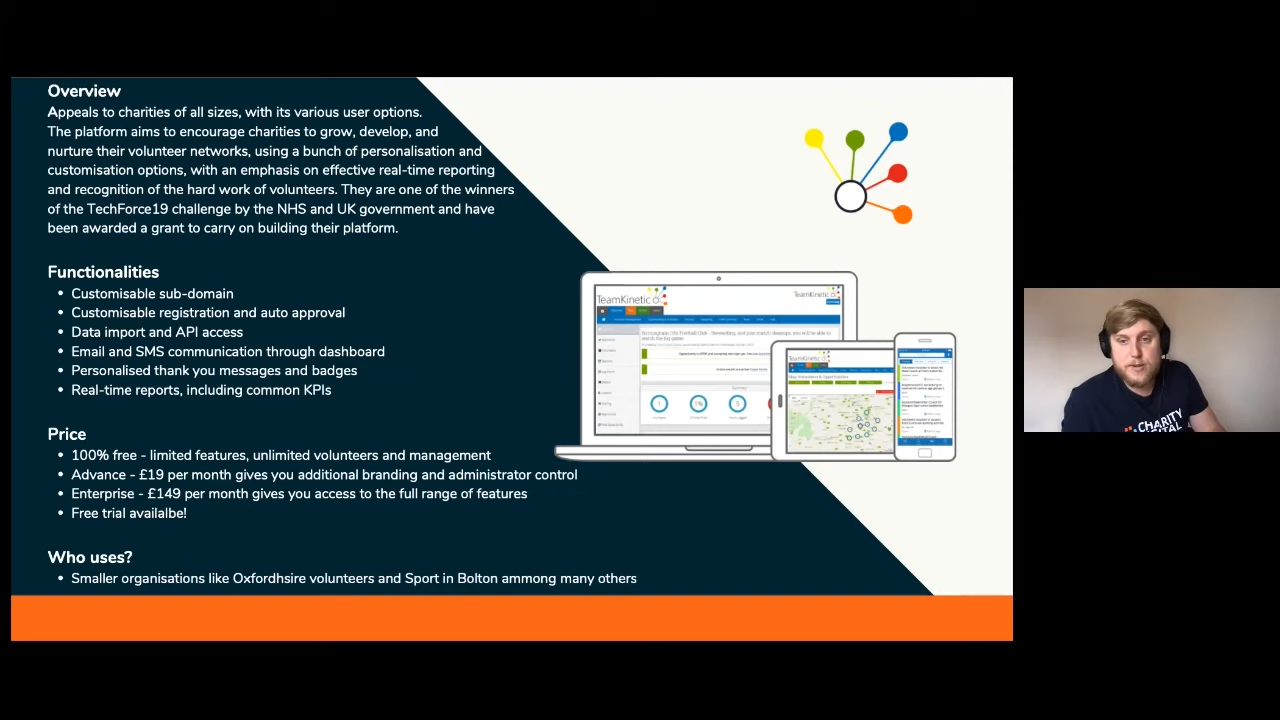 Overview
Appeals to charities of all sizes, with its various user options.
The platform aims to encourage charities to grow, develop, and
nurture their volunteer networks, using a bunch of personalisation and
customisation options, with an emphasis on effective real-time reporting
and recognition of the hard work of volunteers. They are one of the winners
of the TechForce19 challenge by the NHS and UK government and have
been awarded a grant to carry on building their platform.
Functionalities
• Customisable sub-domain
• Customisable registration and auto approval
• Data import and API access
• Email and SMS communication through dashboard
• Personalised thank you messages and badges
• Advanced reporting, including custom KPIs
Price
• 100% free - limited features, unlimited volunteers and management
• Advance - £19 per month gives you additional branding and administrator control
• Enterprise - £149 per month gives you access to the full range of features
• Free trial availalbe!
Who uses?
• Smaller organisations like Oxfordhsire volunteers and Sport in Bolton ammong many others
TeamKinetic
TeamKinetic
TeamKinetic